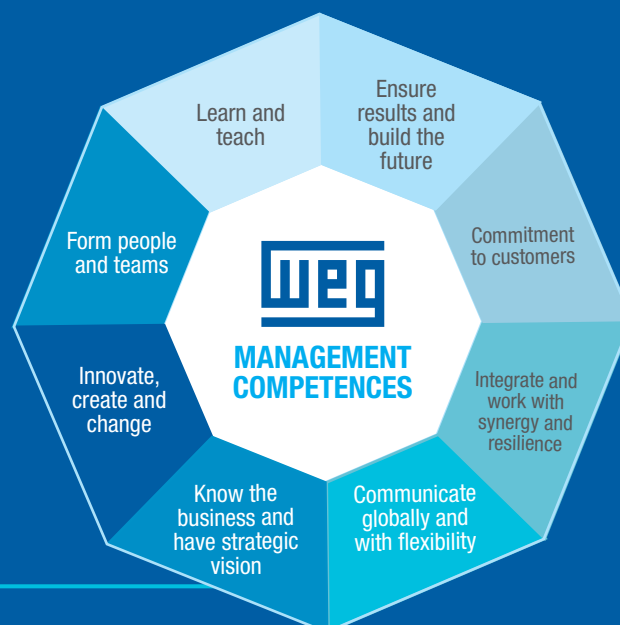 Learn and
teach
Ensure
results and
build the
future
Commitment
to customers
Integrate and
work with
synergy and
resilience
Communicate
globally and
with flexibility
Know the
business and
have strategic
vision
Innovate,
create and
change
Form people
and teams
weg
MANAGEMENT
COMPETENCES